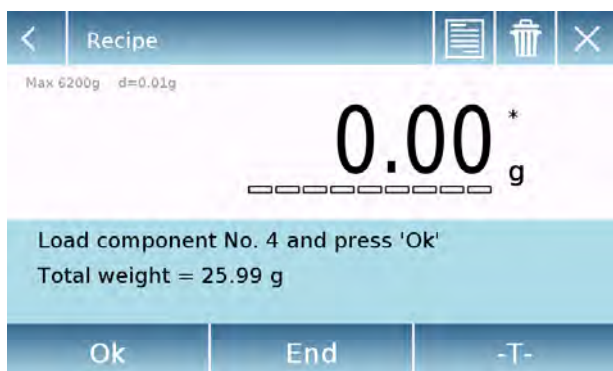 Recipe
Max 6200g d=0.01g
0.00 *
g
Load component No. 4 and press 'Ok'
Total weight = 25.99 g
Ok End -T-